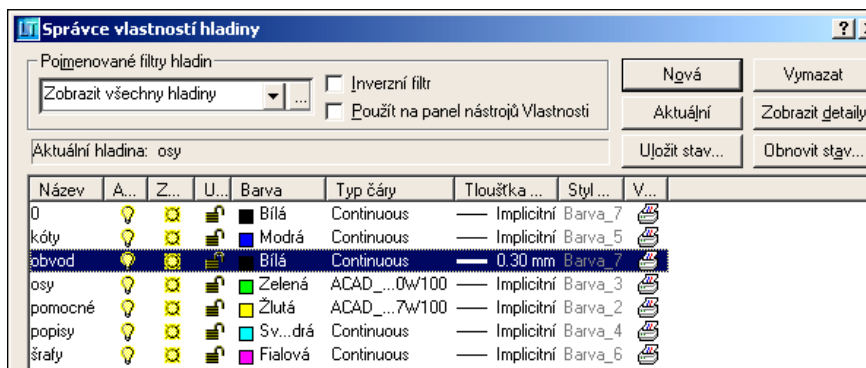 LT Správce vlastností hladiny ?
Pojmenované filtry hladin
Zobrazit všechny hladiny ...
Inverzní filtr
Použít na panel nástrojů Vlastnosti
Nová Vymazat
Aktuální Zobrazit detaily
Uložit stav... Obnovit stav...
Aktuální hladina: osy
Název A... Z... U... Barva Typ čáry Tloušťka ... Styl ... V...
0 Bílá Continuous Implicitní Barva_7
kóty Modrá Continuous Implicitní Barva_5
obvod Bílá Continuous 0.30 mm Barva_7
osy Zelená ACAD_...0W100 Implicitní Barva_3
pomocné Žlutá ACAD_...7W100 Implicitní Barva_2
popisy Sv...drá Continuous Implicitní Barva_4
šrafy Fialová Continuous Implicitní Barva_6